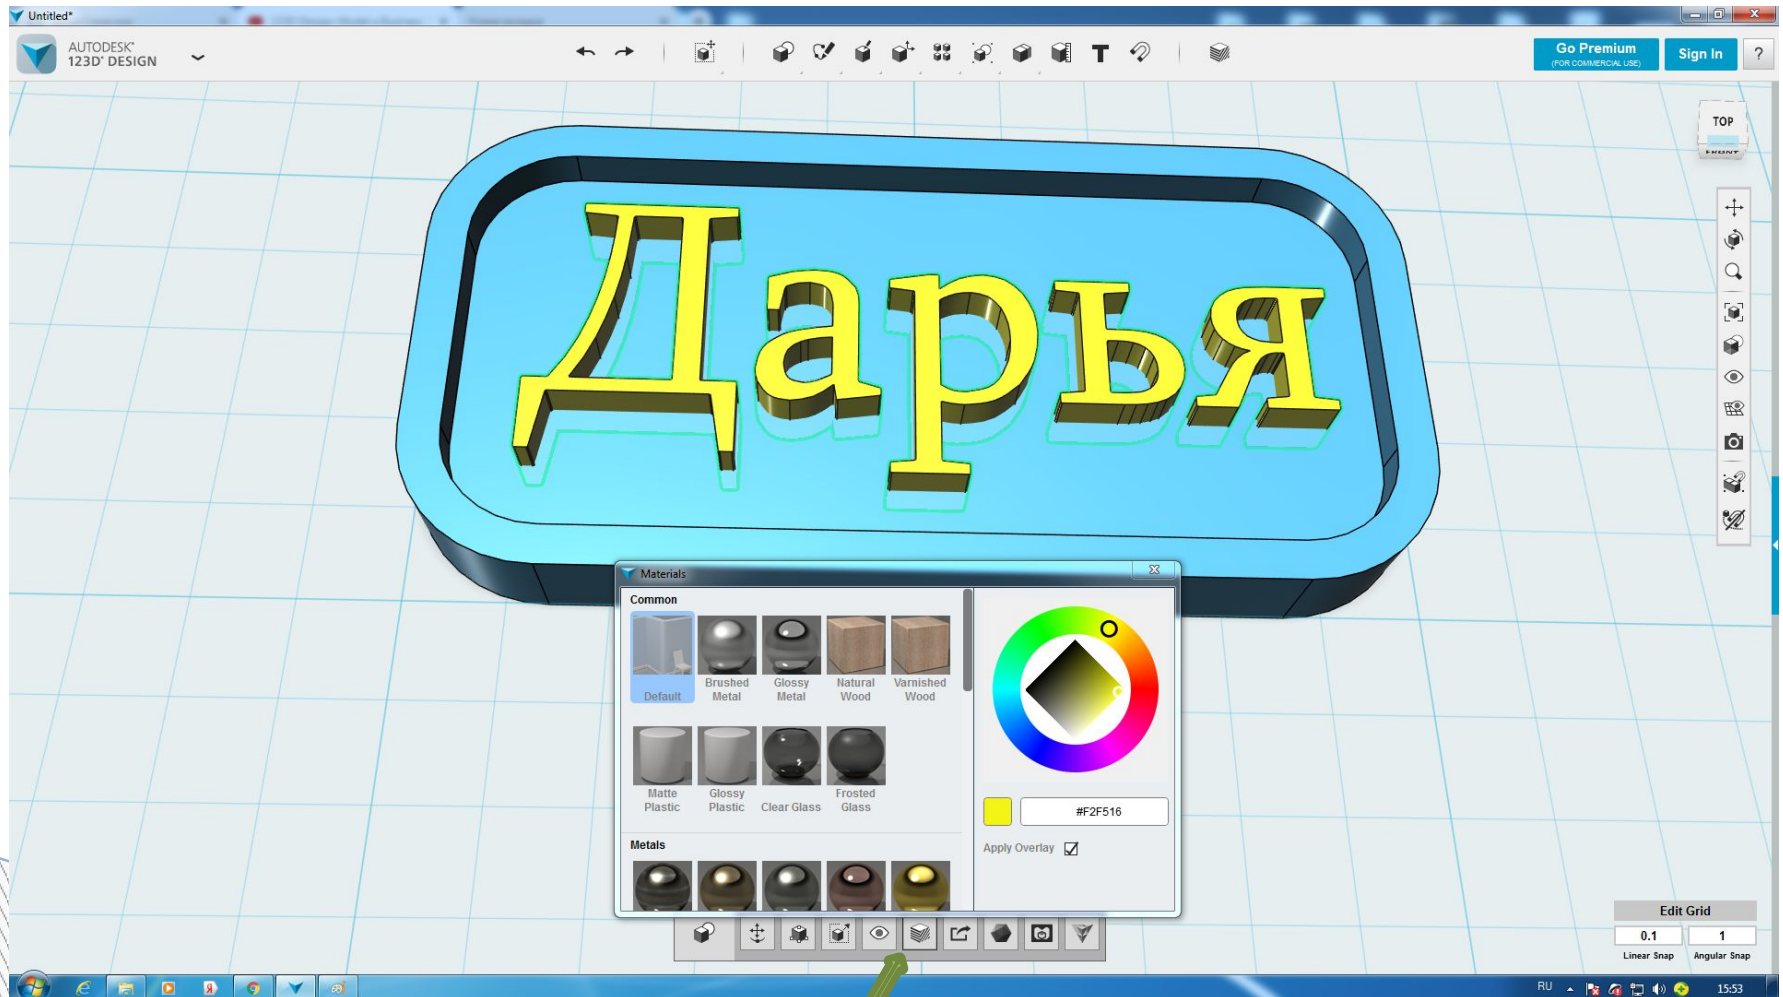 Untitled*
AUTODESK®
123D® DESIGN
T
Go Premium
(FOR COMMERCIAL USE)
Sign In
?
TOP
FRONT
Дарья
Materials
Common
Default
Brushed Metal
Glossy Metal
Natural Wood
Varnished Wood
Matte Plastic
Glossy Plastic
Clear Glass
Frosted Glass
#F2F516
Apply Overlay
Metals
Edit Grid
0.1 1
Linear Snap Angular Snap
RU
15:53